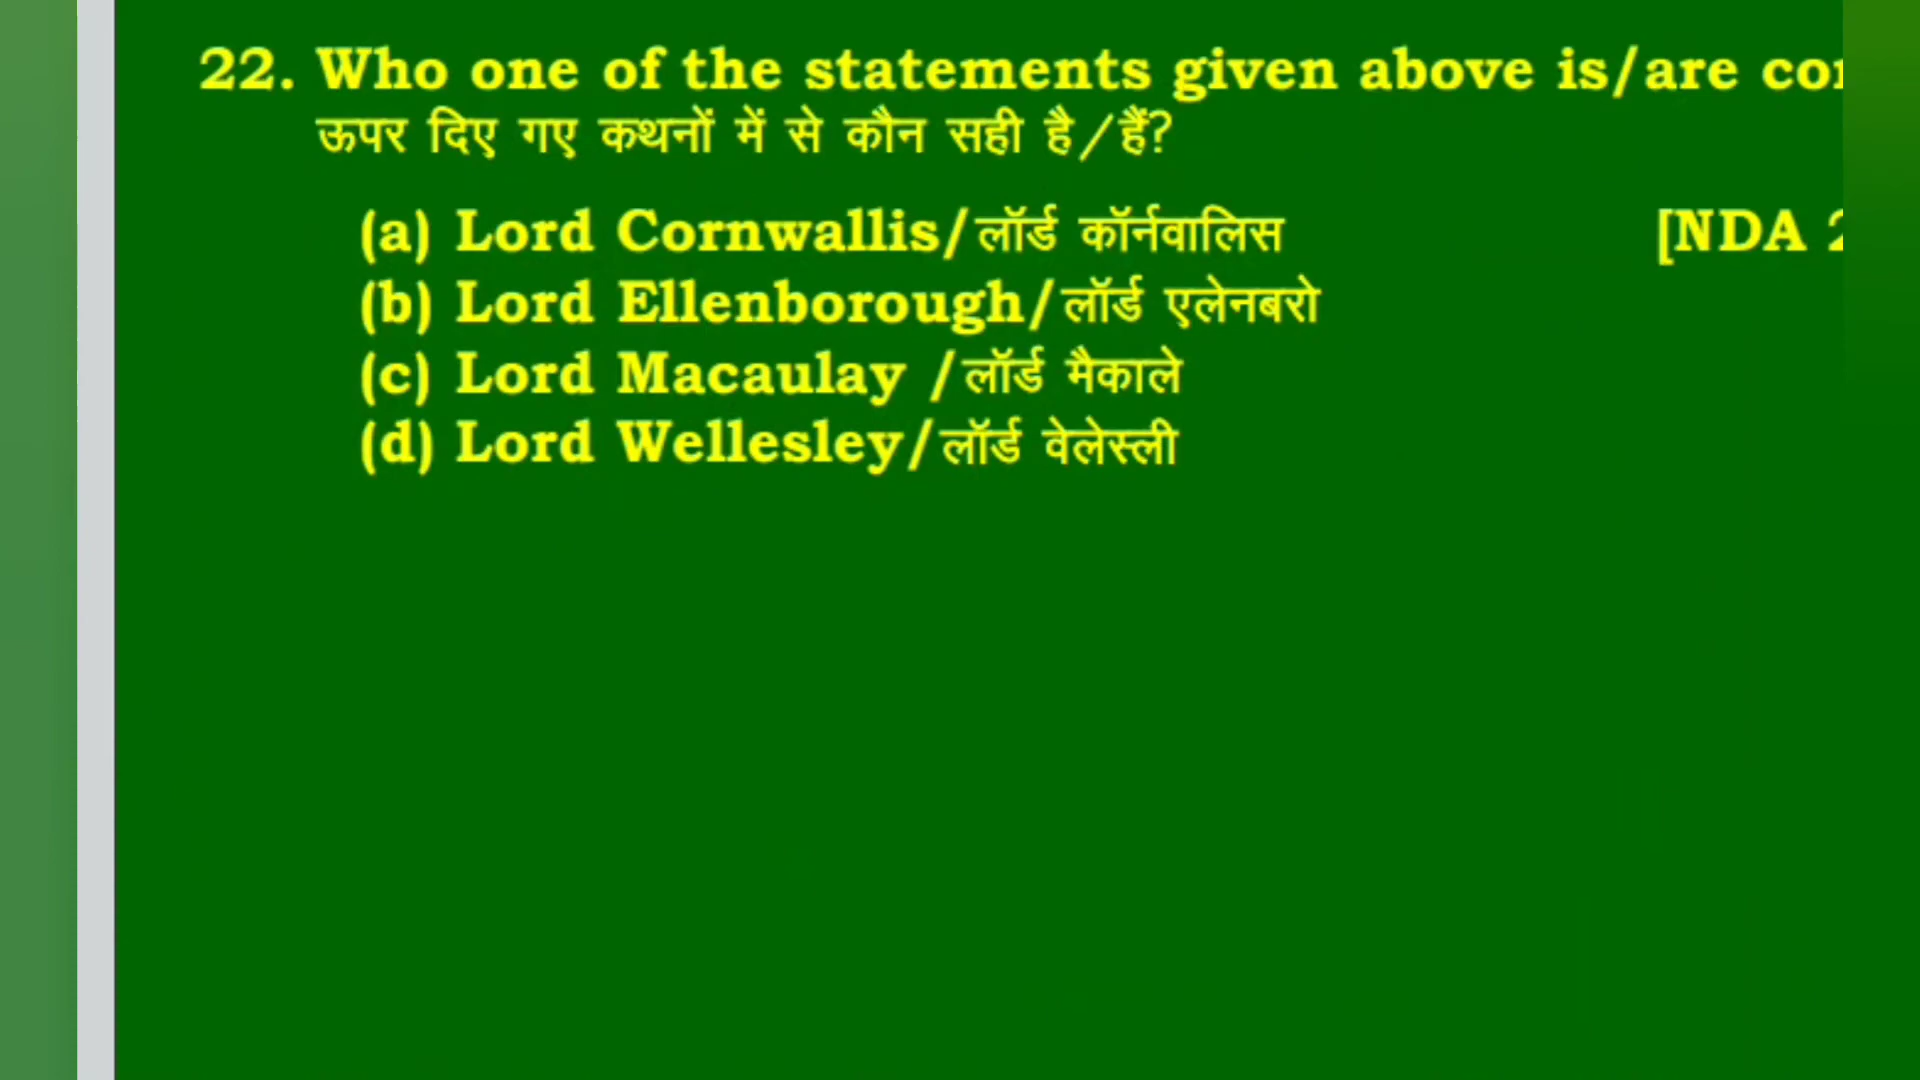 22. Who one of the statements given above is/are
ऊपर दिए गए कथनों में से कौन सही है/हैं?
(a) Lord Cornwallis/लॉर्ड कॉर्नवालिस [NDA
(b) Lord Ellenborough/लॉर्ड एलेनबरो
(c) Lord Macaulay /लॉर्ड मैकाले
(d) Lord Wellesley/लॉर्ड वेलेस्ली